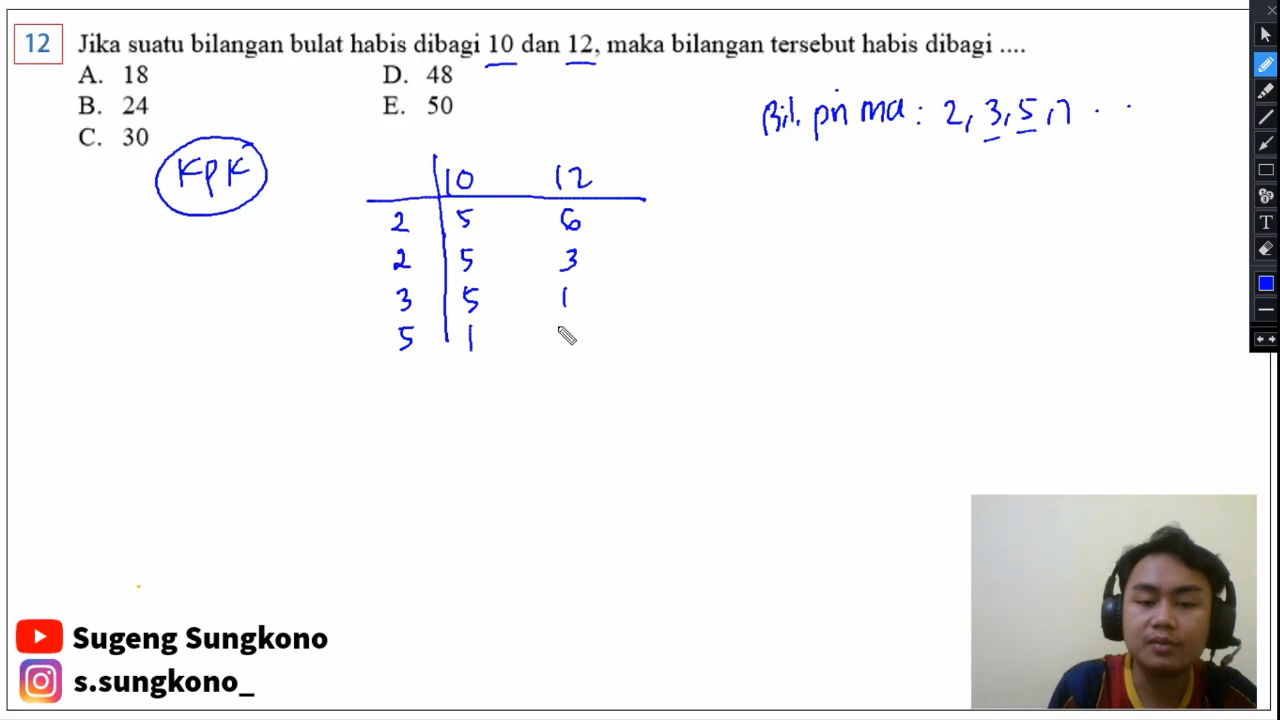 12 Jika suatu bilangan bulat habis dibagi 10 dan 12, maka bilangan tersebut habis dibagi ....
A. 18 D. 48
B. 24 E. 50
C. 30
Bil. prima : 2, 3, 5, 7 . .
KPK
10 12
2 5 6
2 5 3
3 5 1
5 1
T
Sugeng Sungkono
s.sungkono_